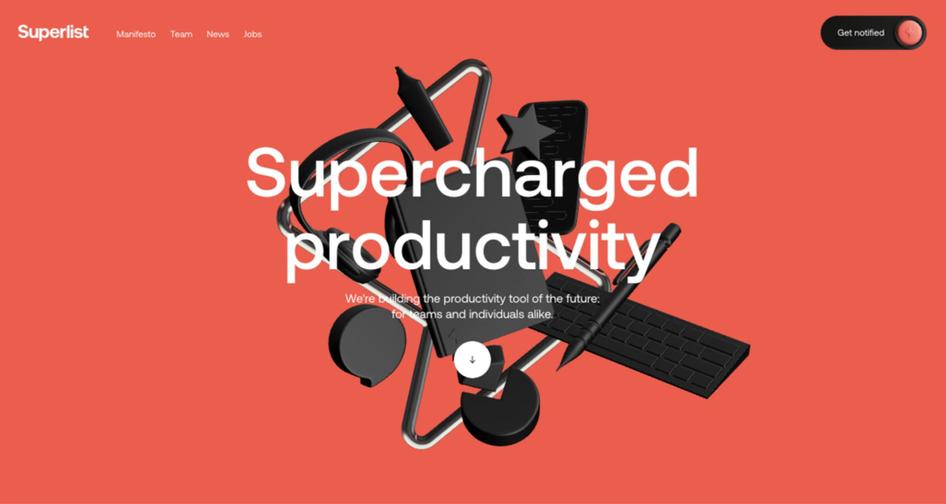 Superlist
Manifesto
Team
News
Jobs
Get notified
Supercharged
productivity
We're building the productivity tool of the future:
for teams and individuals alike.